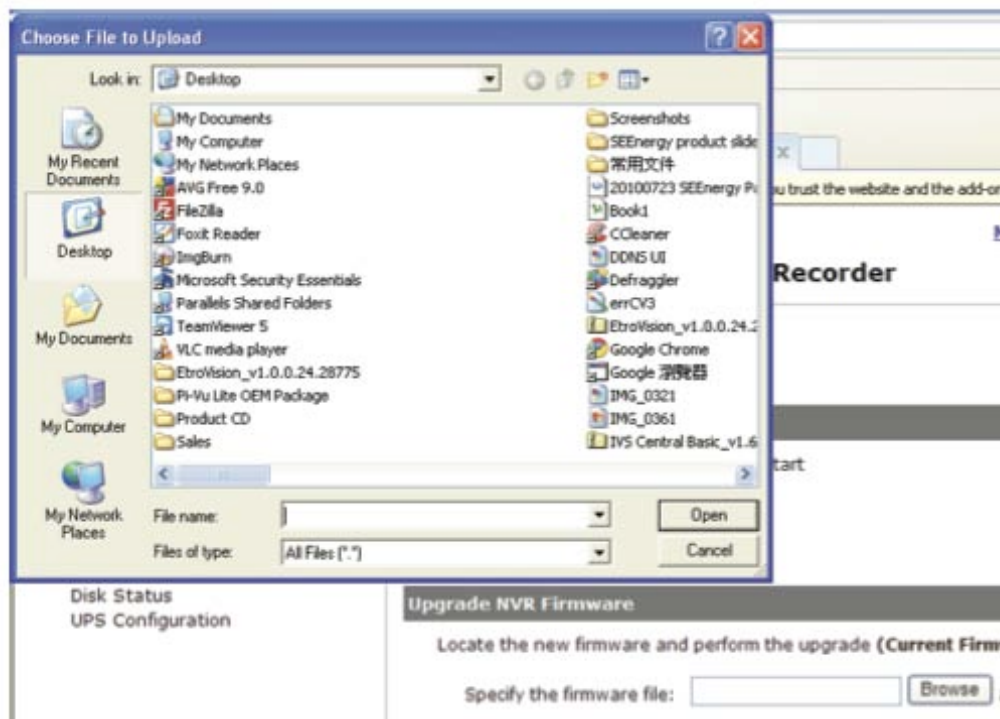 Choose File to Upload
Look in:
Desktop
My Recent
Documents
Desktop
My Documents
My Computer
My Network
Places
My Documents
My Computer
My Network Places
AVG Free 9.0
FileZilla
Foxit Reader
ImgBurn
Microsoft Security Essentials
Parallels Shared Folders
TeamViewer 5
VLC media player
EtroVision_v1.0.0.24.28775
Pi-Vu Lite OEM Package
Product CD
Sales
Screenshots
SEEnergy product slide
常用文件
20100723 SEEnergy Pa
Book1
CCleaner
DDNS UI
Defraggler
errCV3
EtroVision_v1.0.0.24.2
Google Chrome
Google 瀏覽器
IMG_0321
IMG_0361
IVS Central Basic_v1.6
File name:
Open
Files of type:
All Files (*.*)
Cancel
u trust the website and the add-on
Recorder
tart
Disk Status
UPS Configuration
Upgrade NVR Firmware
Locate the new firmware and perform the upgrade (Current Firm
Specify the firmware file:
Browse